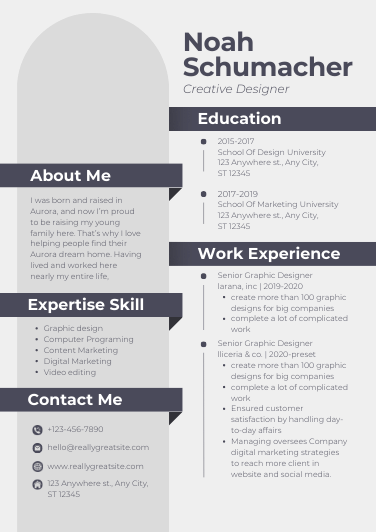 Noah
Schumacher
Creative Designer
About Me
I was born and raised in
Aurora, and now I'm proud
to be raising my young
family here. That's why I love
helping people find their
Aurora dream home. Having
lived and worked here
nearly my entire life,
Expertise Skill
• Graphic design
• Computer Programing
• Content Marketing
• Digital Marketing
• Video editing
Contact Me
+123-456-7890
hello@reallygreatsite.com
www.reallygreatsite.com
123 Anywhere st., Any City,
ST 12345
Education
2015-2017
School Of Design University
123 Anywhere st., Any City,
ST 12345
2017-2019
School Of Marketing University
123 Anywhere st., Any City,
ST 12345
Work Experience
Senior Graphic Designer
larana, inc | 2019-2020
• create more than 100 graphic
designs for big companies
• complete a lot of complicated
work
Senior Graphic Designer
lliceria & co. | 2020-preset
• create more than 100 graphic
designs for big companies
• complete a lot of complicated
work
• Ensured customer
satisfaction by handling day-
to-day affairs
• Managing oversees Company
digital marketing strategies
to reach more client in
website and social media.